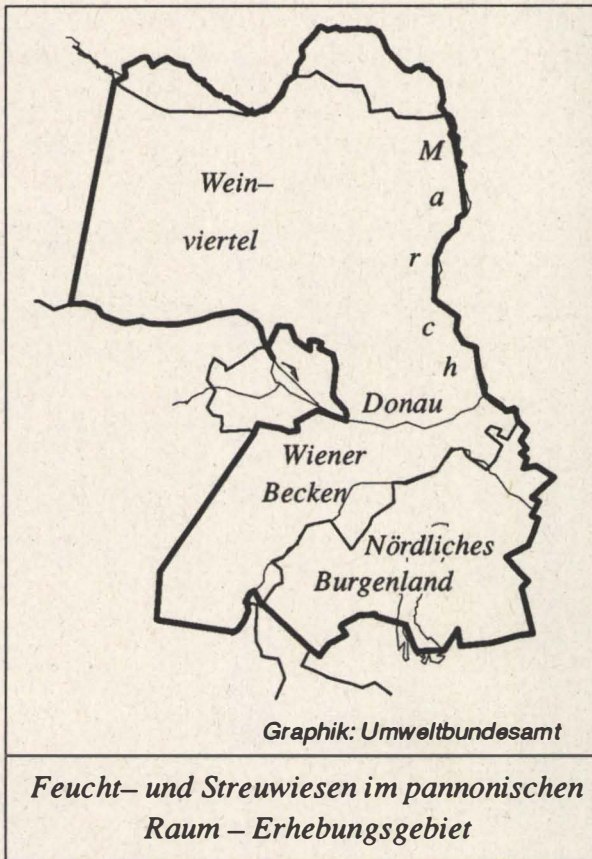 Wein–
viertel
M
a
r
c
h
Donau
Wiener
Becken
Nördliches
Burgenland
Graphik: Umweltbundesamt
Feucht– und Streuwiesen im pannonischen
Raum – Erhebungsgebiet